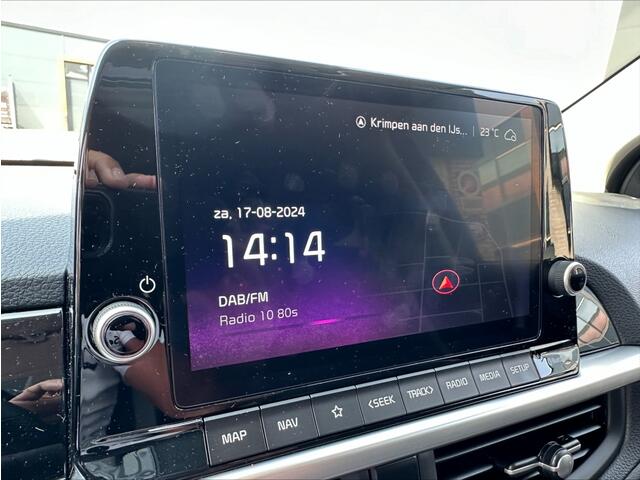 Krimpen aan den IJs... 23 °C
za, 17-08-2024
14:14
DAB/FM
Radio 10 80s
MAP NAV ☆ <SEEK TRACK> RADIO MEDIA SETUP